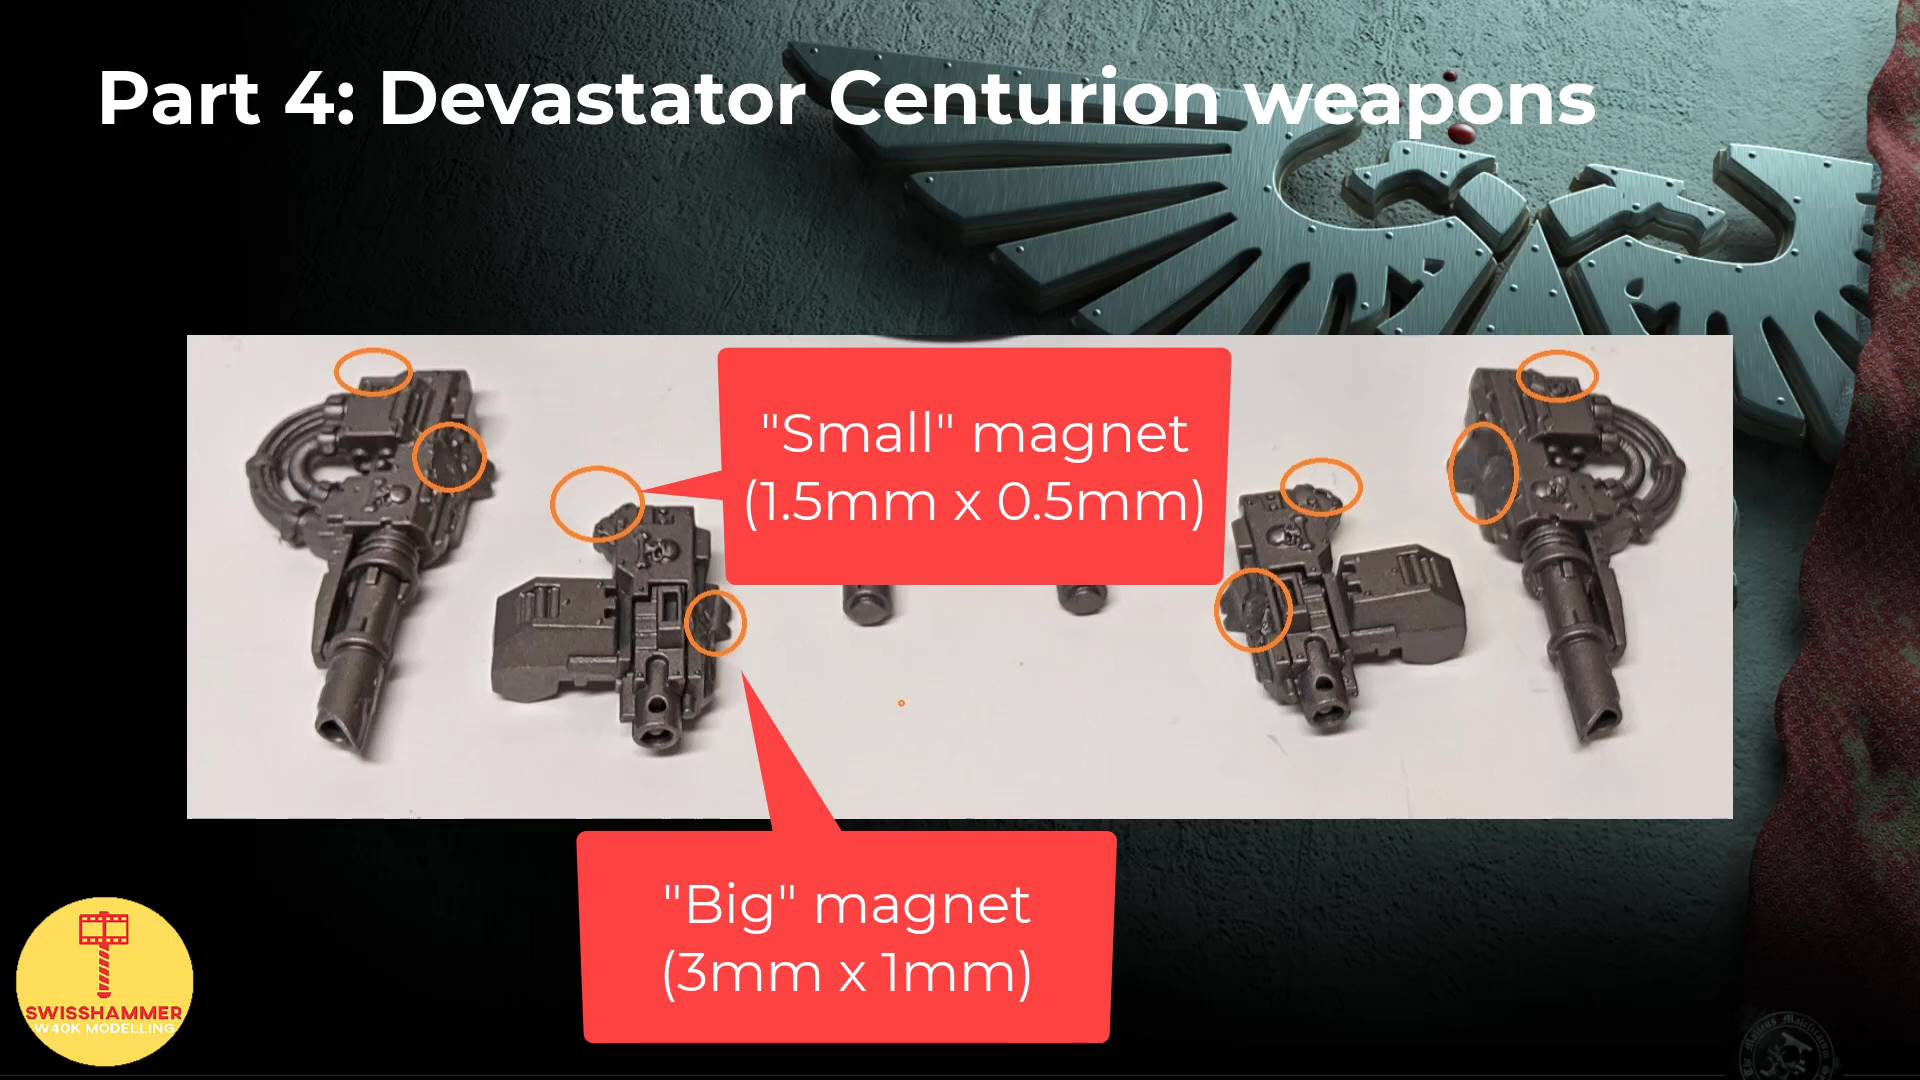 Part 4: Devastator Centurion weapons
"Small" magnet
(1.5mm x 0.5mm)
"Big" magnet
(3mm x 1mm)
SWISSHAMMER
W40K MODELLING